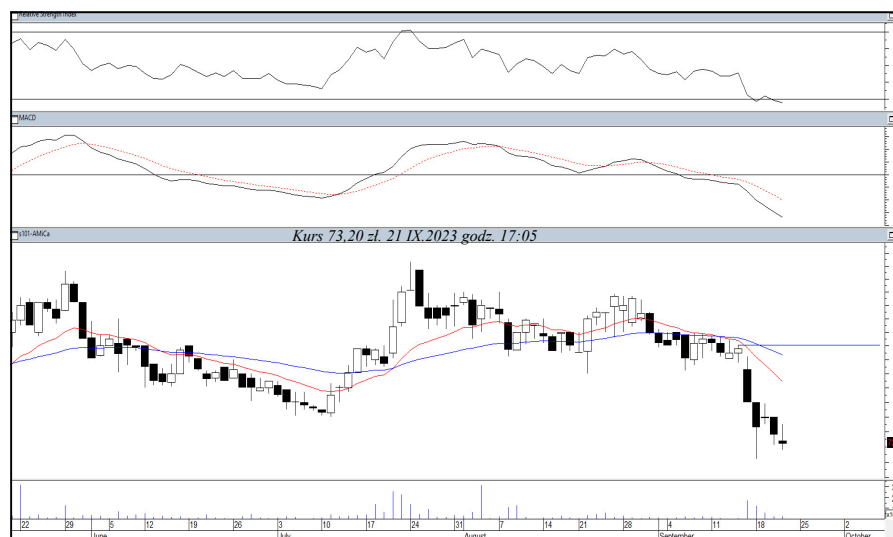 Relative Strength Index
MACD
s101-AMiCa
Kurs 73,20 zł. 21 IX.2023 godz. 17:05
22 29 5 12 19 26 3 10 17 24 31 7 14 21 28 4 11 18 25 2
June July August September October